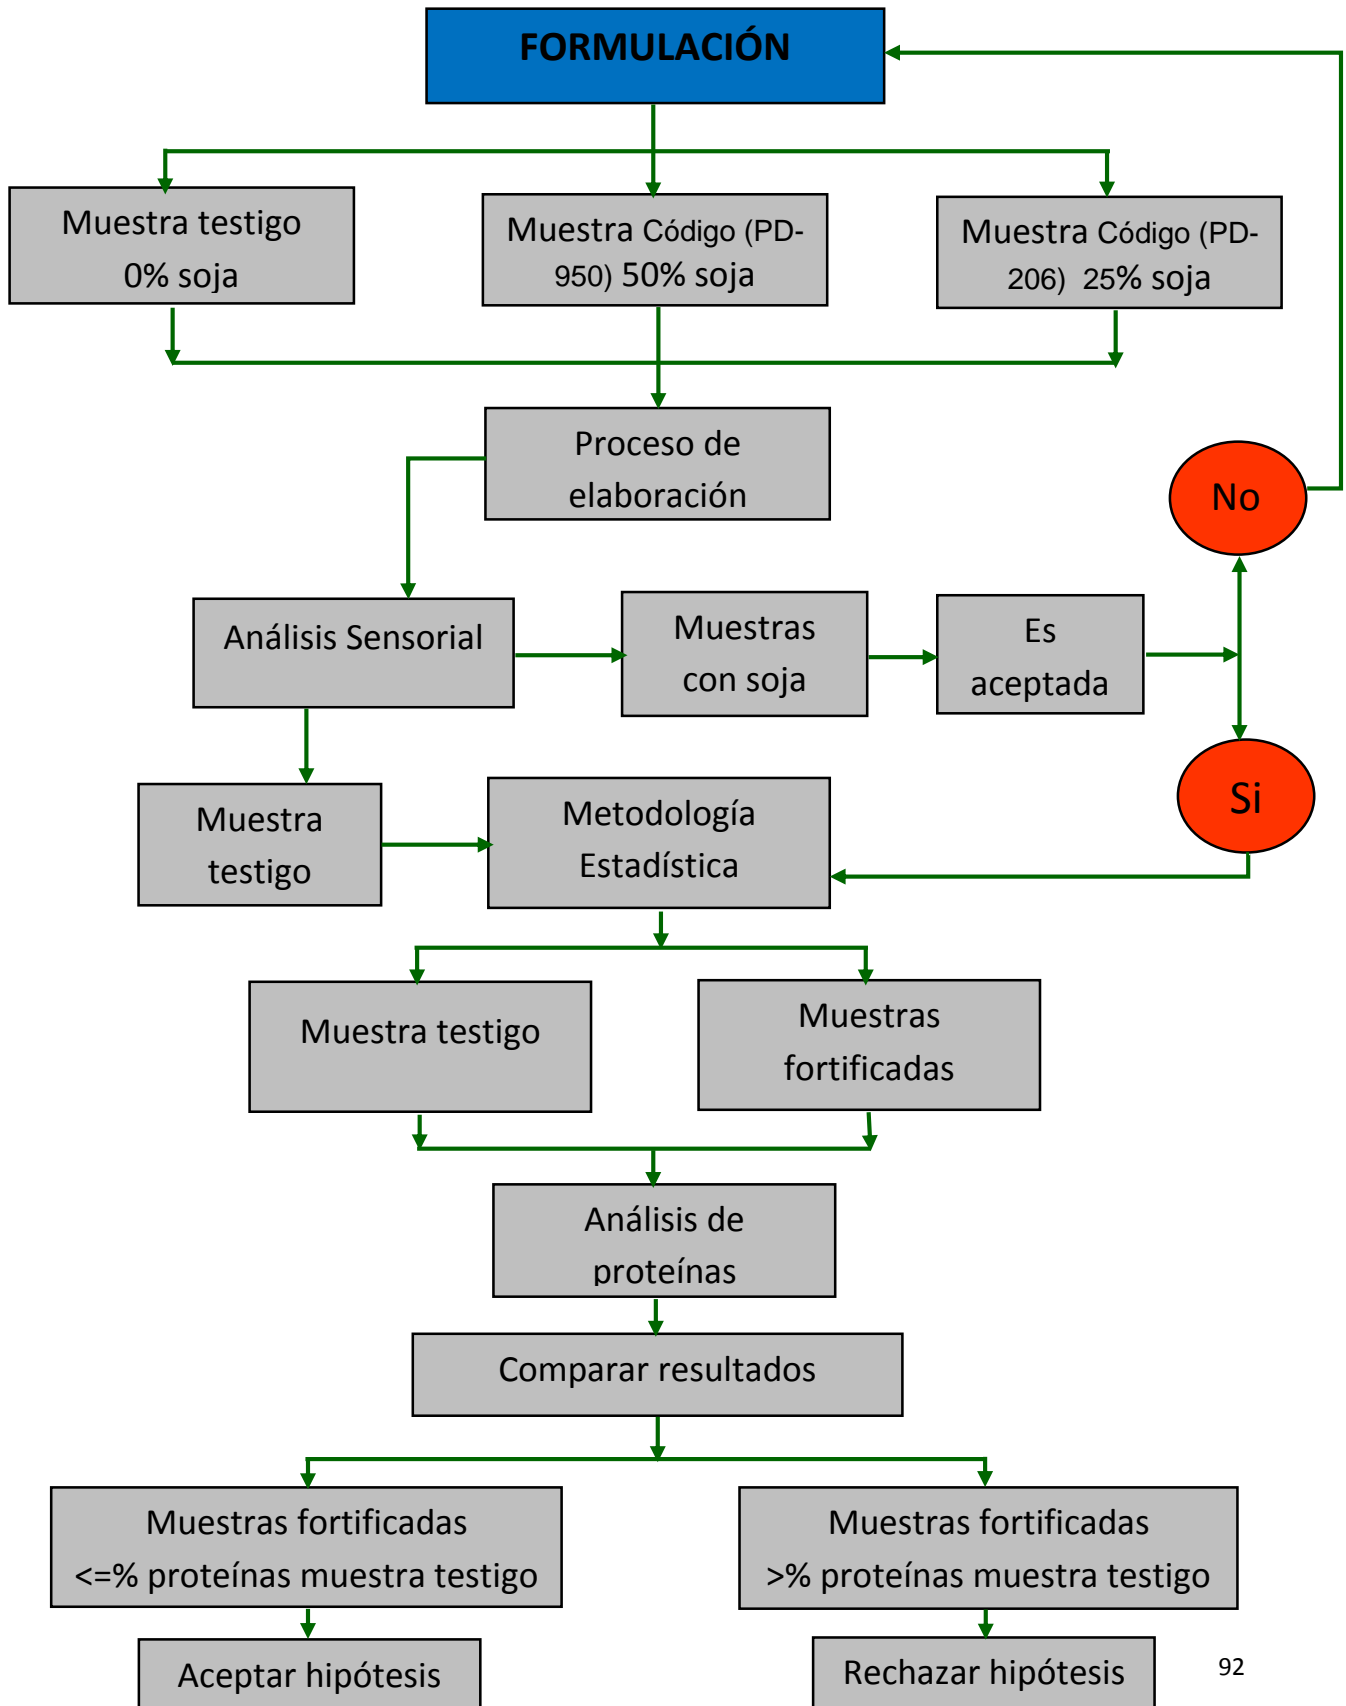 FORMULACIÓN
Muestra testigo
0% soja
Muestra Código (PD-
950) 50% soja
Muestra Código (PD-
206) 25% soja
Proceso de
elaboración
No
Análisis Sensorial
Muestras
con soja
Es
aceptada
Si
Muestra
testigo
Metodología
Estadística
Muestra testigo
Muestras
fortificadas
Análisis de
proteínas
Comparar resultados
Muestras fortificadas
<=% proteínas muestra testigo
Muestras fortificadas
>% proteínas muestra testigo
Aceptar hipótesis
Rechazar hipótesis
92